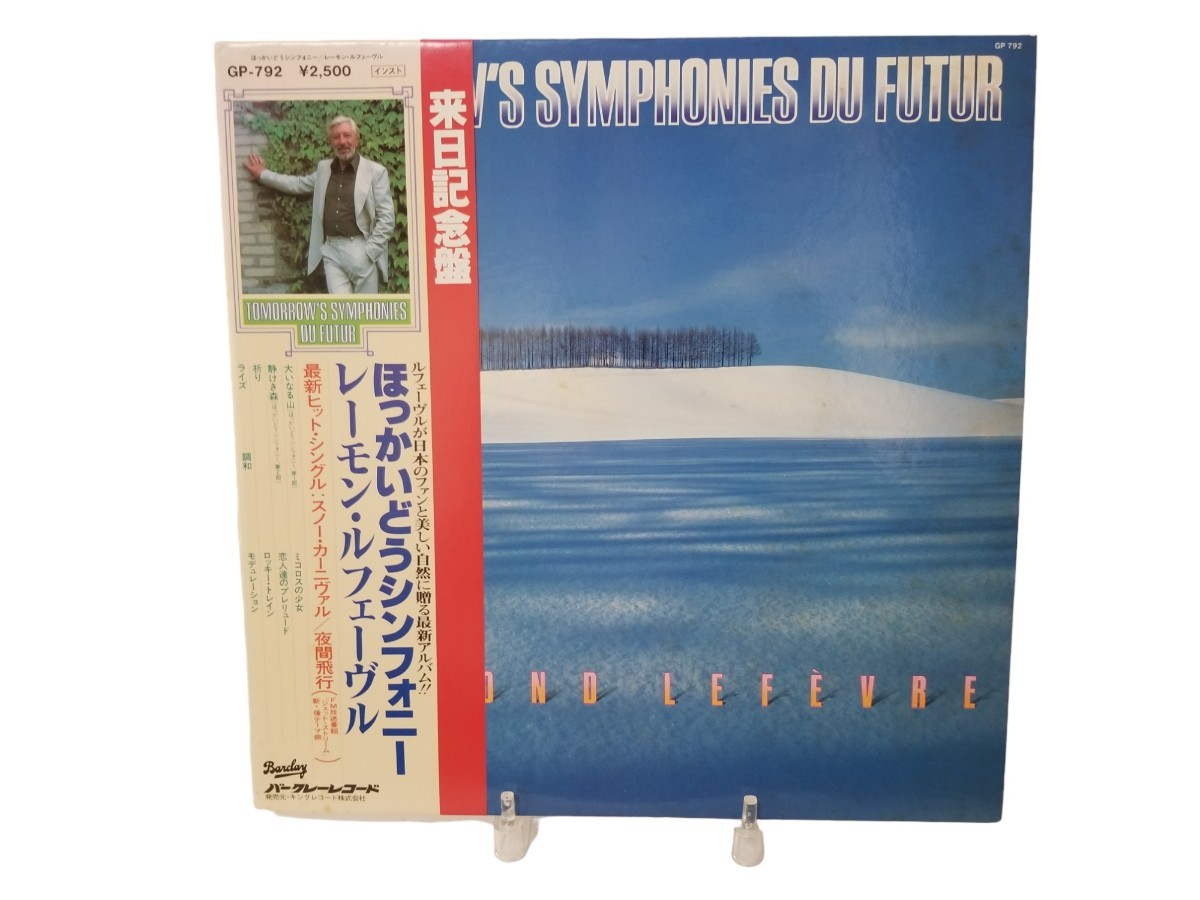 ほっかいどうシンフォニー/レーモン・ルフェーヴル
GP-792 ¥2,500 インスト
TOMORROW'S SYMPHONIES
DU FUTUR
来日記念盤
ルフェーヴルが日本のファンと美しい自然に贈る最新アルバム!!
ほっかいどうシンフォニー
レーモン・ルフェーヴル
最新ヒット・シングル:スノー・カーニヴァル/夜間飛行
大いなる山
静けき森
祈り
ライズ
調和
ミコロスの少女
恋人達のプレリュード
ロッキー・トレイン
モデュレーション
Barclay
バークレーレコード
発売元・キングレコード株式会社
GP 792
W'S SYMPHONIES DU FUTUR
OND LEFÈVRE